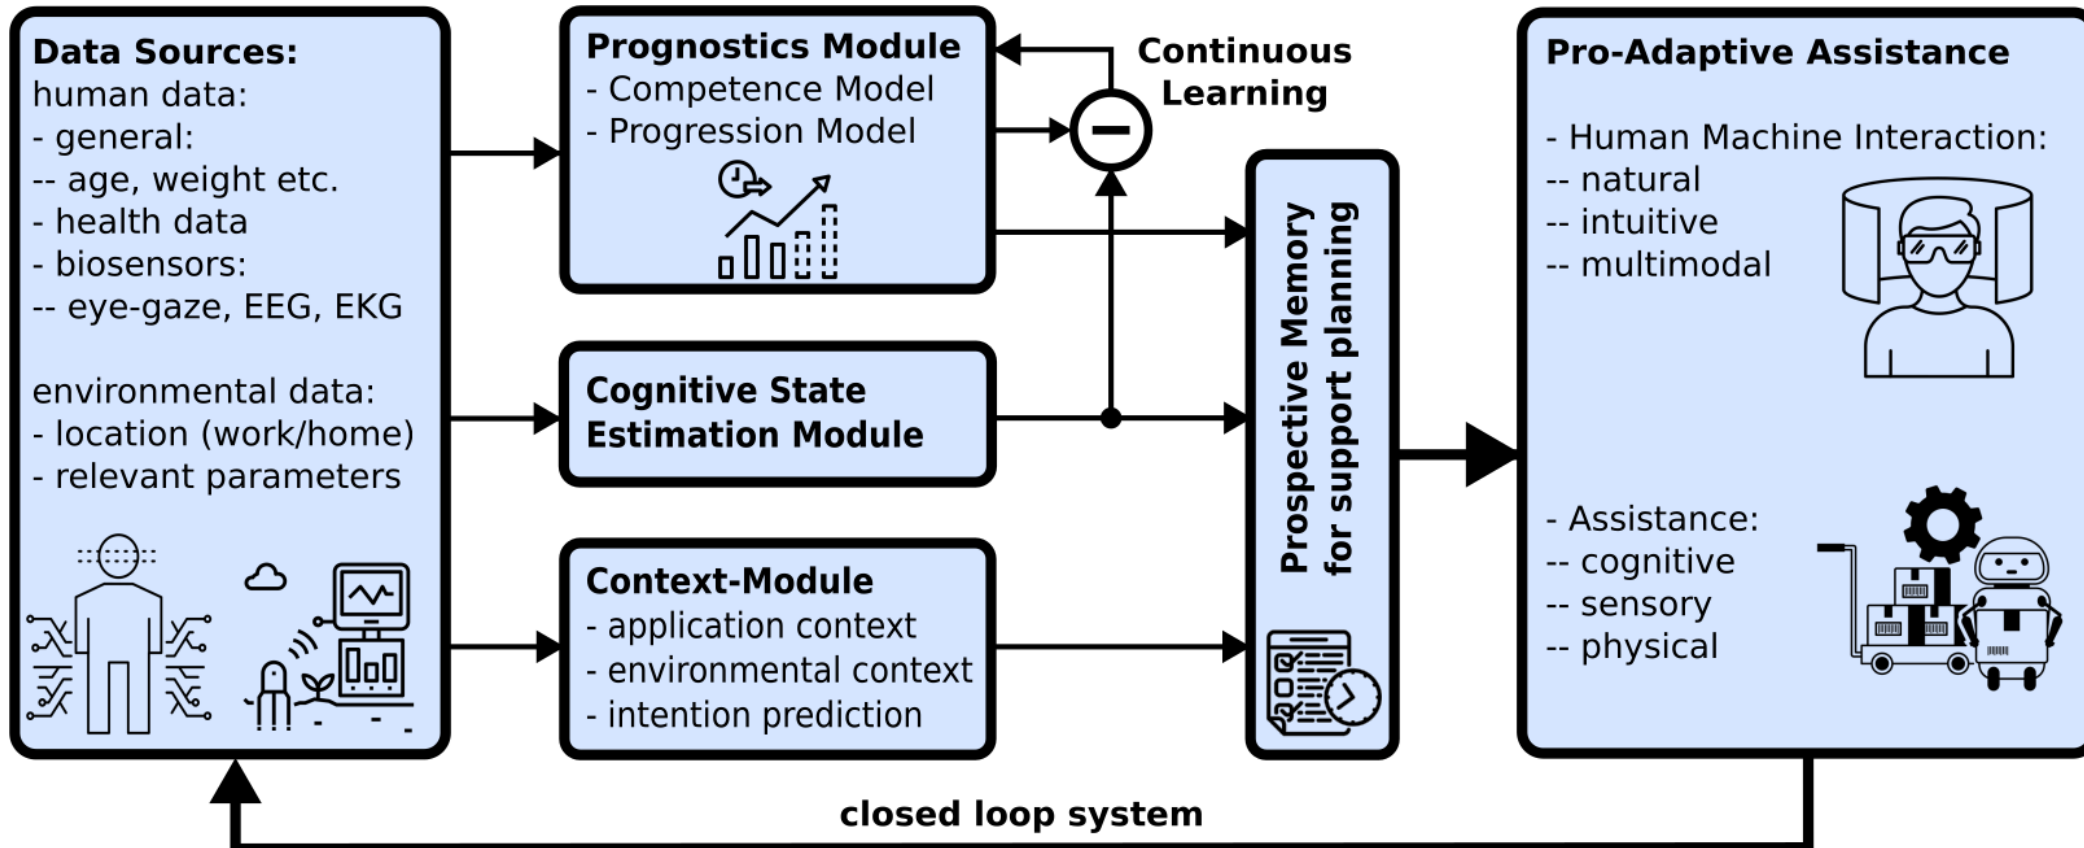 Data Sources:
human data:
- general:
-- age, weight etc.
- health data
- biosensors:
-- eye-gaze, EEG, EKG
environmental data:
- location (work/home)
- relevant parameters
Prognostics Module
- Competence Model
- Progression Model
Continuous
Learning
Cognitive State
Estimation Module
Context-Module
- application context
- environmental context
- intention prediction
Prospective Memory
for support planning
Pro-Adaptive Assistance
- Human Machine Interaction:
-- natural
-- intuitive
-- multimodal
- Assistance:
-- cognitive
-- sensory
-- physical
closed loop system